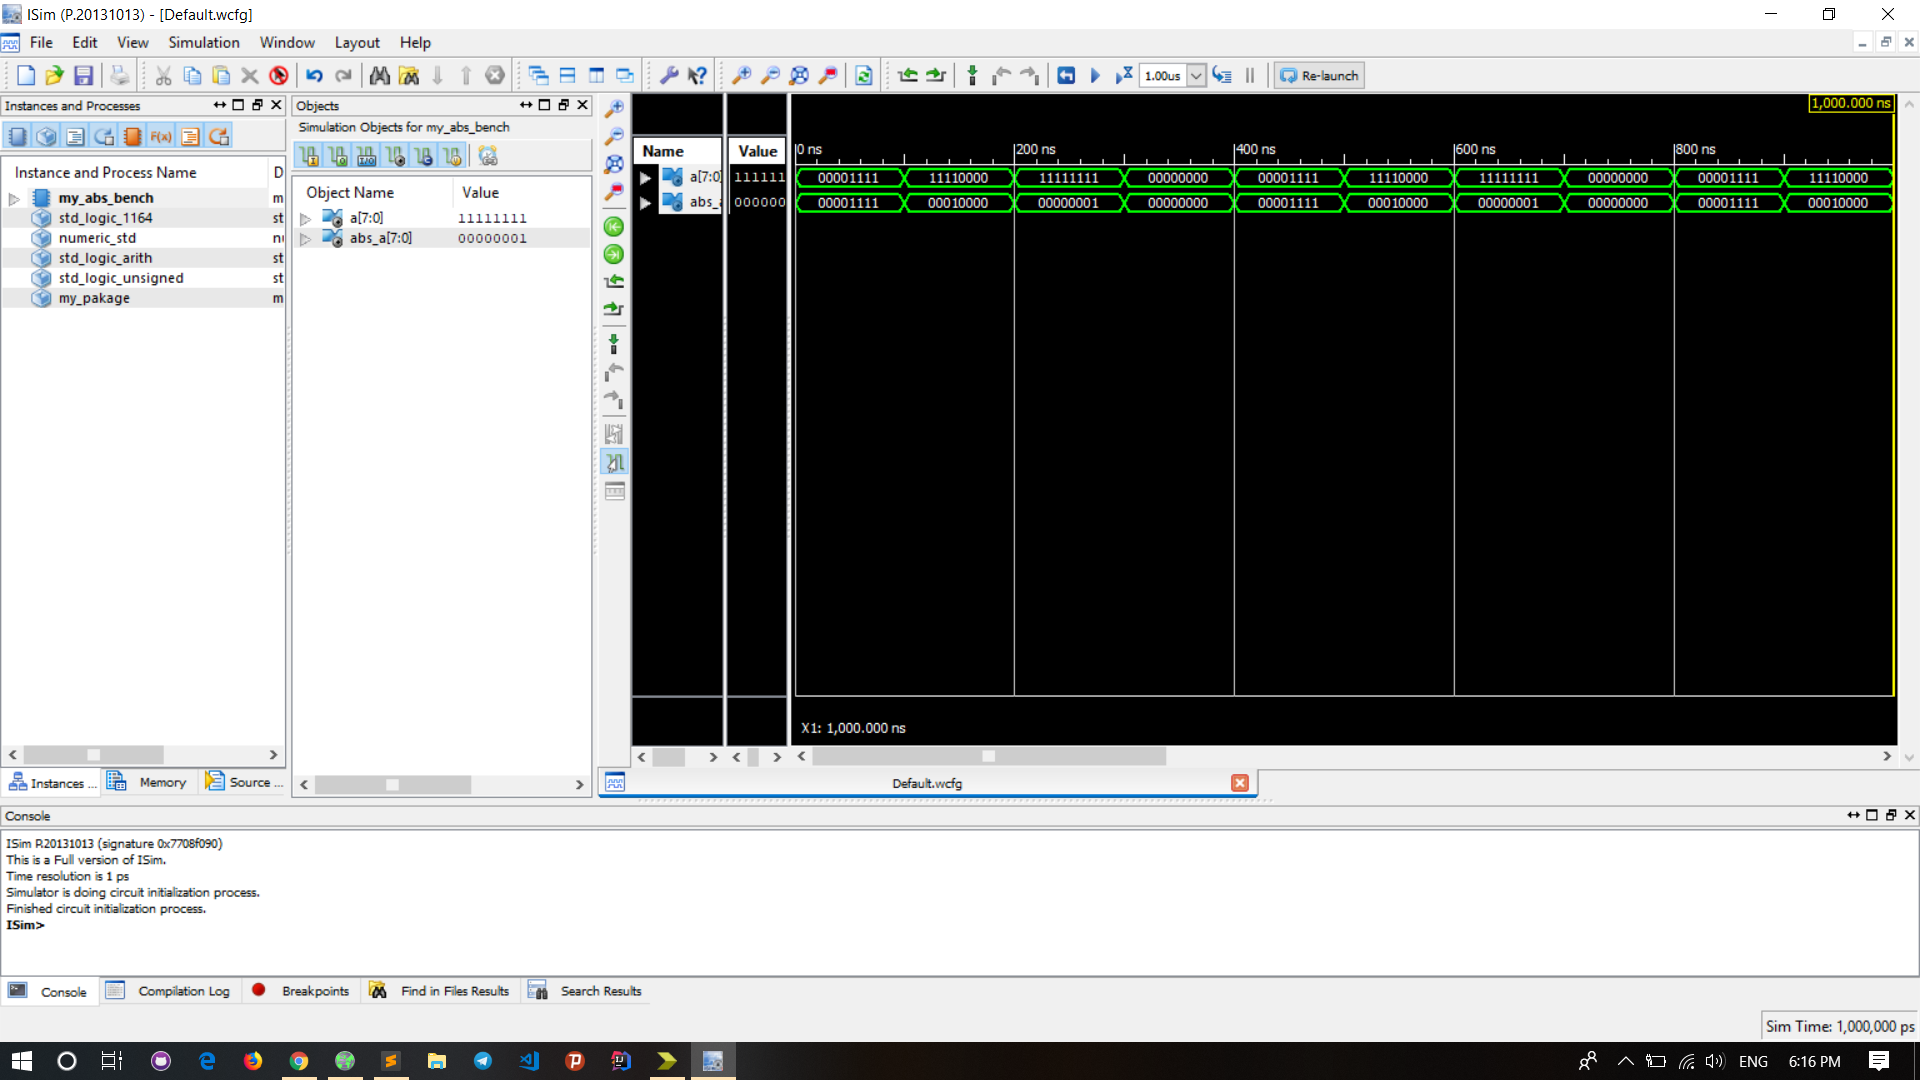 ISim (P.20131013) - [Default.wcfg]
File Edit View Simulation Window Layout Help
1.00us Re-launch
Instances and Processes
Instance and Process Name D
my_abs_bench m
std_logic_1164 st
numeric_std nu
std_logic_arith st
std_logic_unsigned st
my_pakage m
Instances ... Memory Source ...
Objects
Simulation Objects for my_abs_bench
Object Name Value
a[7:0] 11111111
abs_a[7:0] 00000001
Name Value
a[7:0] 111111
abs_a 000000
1,000.000 ns
0 ns 200 ns 400 ns 600 ns 800 ns
00001111 11110000 11111111 00000000 00001111 11110000 11111111 00000000 00001111 11110000
00001111 00010000 00000001 00000000 00001111 00010000 00000001 00000000 00001111 00010000
X1: 1,000.000 ns
Default.wcfg
Console
ISim P.20131013 (signature 0x7708f090)
This is a Full version of ISim.
Time resolution is 1 ps
Simulator is doing circuit initialization process.
Finished circuit initialization process.
ISim>
Console Compilation Log Breakpoints Find in Files Results Search Results
Sim Time: 1,000,000 ps
ENG 6:16 PM